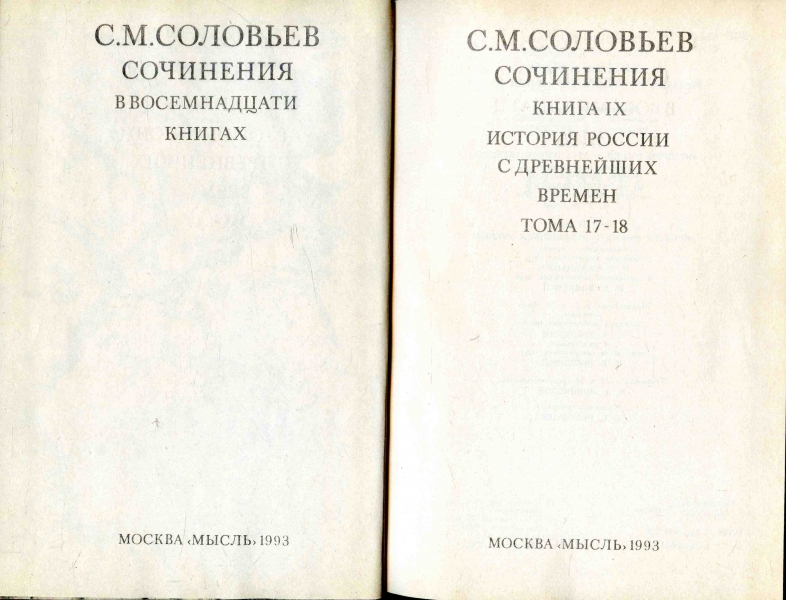 С.М.СОЛОВЬЕВ
СОЧИНЕНИЯ
В ВОСЕМНАДЦАТИ
КНИГАХ
МОСКВА «МЫСЛЬ» 1993
С.М.СОЛОВЬЕВ
СОЧИНЕНИЯ
КНИГА IX
ИСТОРИЯ РОССИИ
С ДРЕВНЕЙШИХ
ВРЕМЕН
ТОМА 17-18
МОСКВА «МЫСЛЬ» 1993